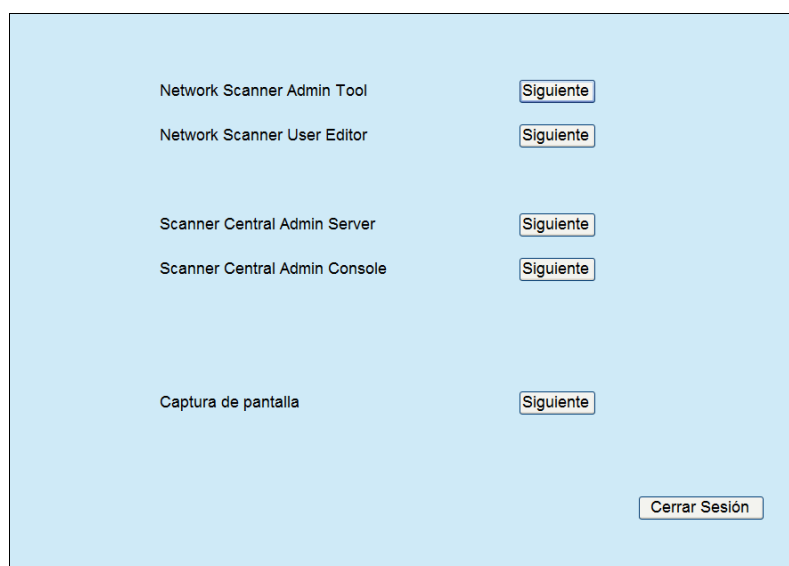 Network Scanner Admin Tool Siguiente
Network Scanner User Editor Siguiente
Scanner Central Admin Server Siguiente
Scanner Central Admin Console Siguiente
Captura de pantalla Siguiente
Cerrar Sesión